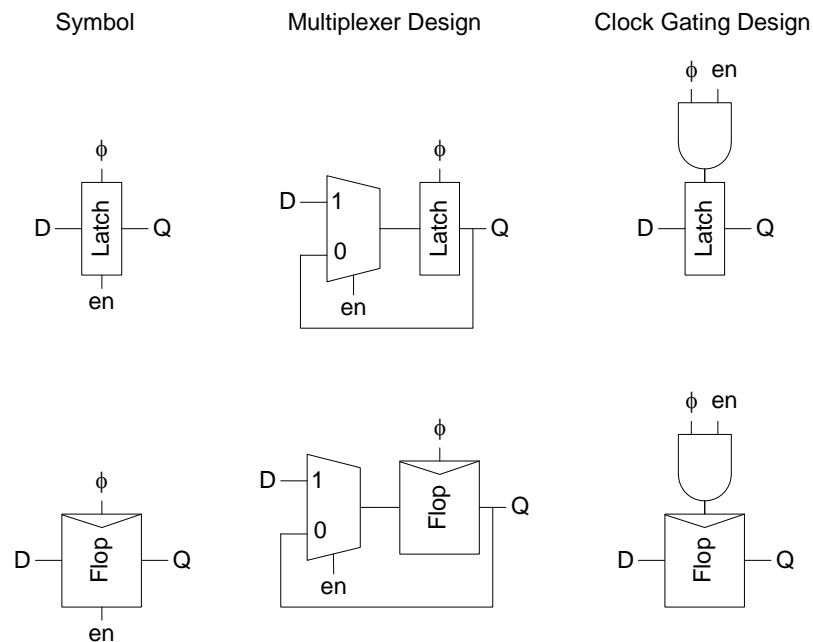 Symbol
Multiplexer Design
Clock Gating Design
ϕ
D
Latch
Q
en
ϕ
D
1
0
en
Latch
Q
ϕ en
D
Latch
Q
ϕ
D
Flop
Q
en
ϕ
D
1
0
en
Flop
Q
ϕ en
D
Flop
Q